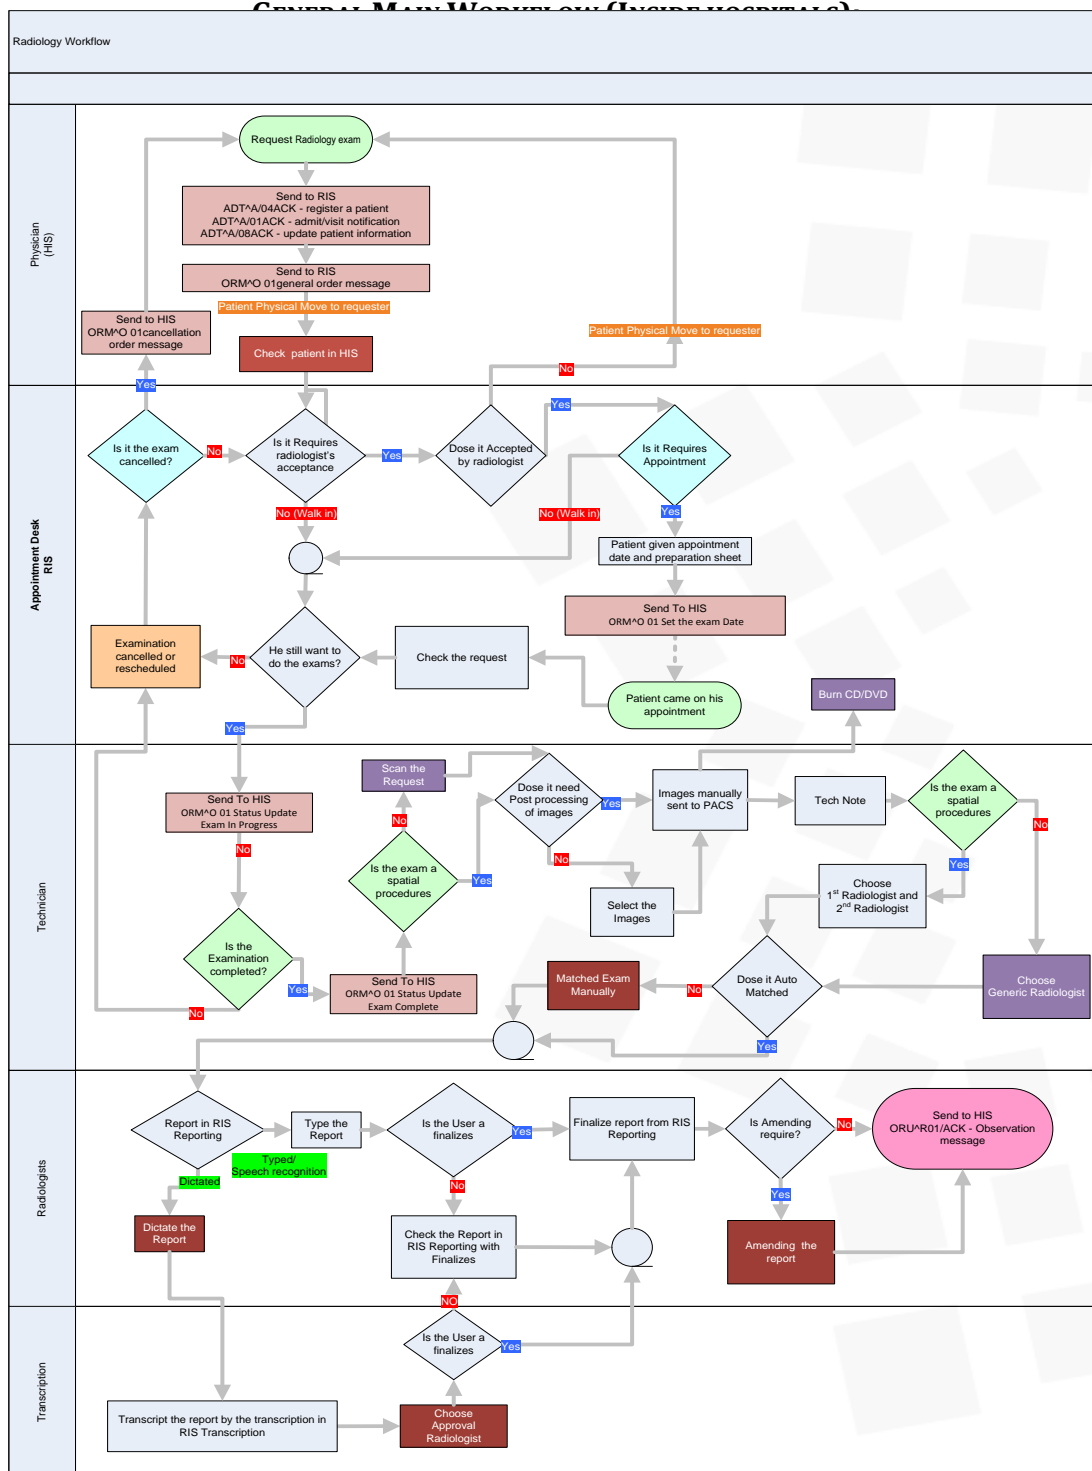 GENERAL MAIN WORKFLOW (INSIDE HOSPITALS):
Radiology Workflow
Physician
(HIS)
Request Radiology exam
Send to RIS
ADT^A/04ACK - register a patient
ADT^A/01ACK - admit/visit notification
ADT^A/08ACK - update patient information
Send to RIS
ORM^O 01general order message
Patient Physical Move to requester
Send to HIS
ORM^O 01cancellation
order message
Check patient in HIS
Patient Physical Move to requester
No
Yes
Appointment Desk
RIS
Is it the exam
cancelled?
No
Is it Requires
radiologist's
acceptance
Yes
Dose it Accepted
by radiologist
Yes
Is it Requires
Appointment
No (Walk in)
No (Walk in)
Yes
Patient given appointment
date and preparation sheet
Send To HIS
ORM^O 01 Set the exam Date
Examination
cancelled or
rescheduled
No
He still want to
do the exams?
Check the request
Patient came on his
appointment
Burn CD/DVD
Yes
Technician
Send To HIS
ORM^O 01 Status Update
Exam In Progress
No
Scan the
Request
No
Dose it need
Post processing
of images
Yes
Images manually
sent to PACS
Tech Note
Is the exam a
spatial
procedures
No
Is the exam a
spatial
procedures
Yes
No
Select the
Images
Yes
Choose
1st Radiologist and
2nd Radiologist
Is the
Examination
completed?
Yes
Send To HIS
ORM^O 01 Status Update
Exam Complete
No
Matched Exam
Manually
No
Dose it Auto
Matched
Choose
Generic Radiologist
Yes
Radiologists
Report in RIS
Reporting
Type the
Report
Typed/
Speech recognition
Dictated
Is the User a
finalizes
Yes
No
Finalize report from RIS
Reporting
Is Amending
require?
No
Send to HIS
ORU^R01/ACK - Observation
message
Yes
Dictate the
Report
Check the Report in
RIS Reporting with
Finalizes
Amending the
report
NO
Transcription
Is the User a
finalizes
Yes
Transcript the report by the transcription in
RIS Transcription
Choose
Approval
Radiologist